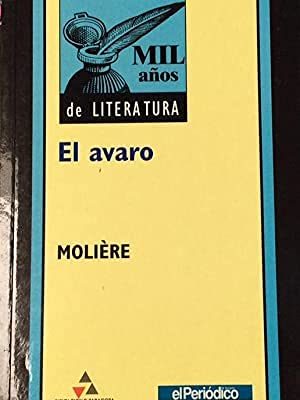 MIL
años
de LITERATURA
El avaro
MOLIÈRE
elPeriódico